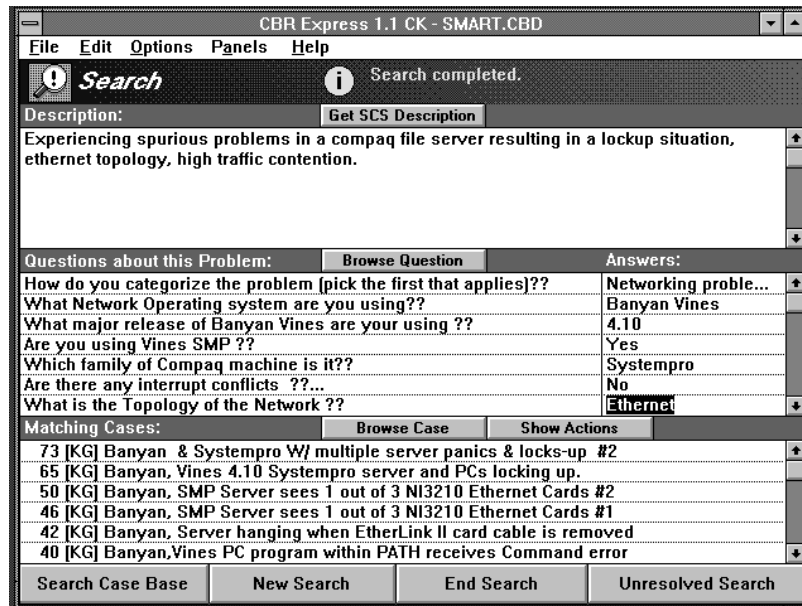 CBR Express 1.1 CK - SMART.CBD
File Edit Options Panels Help
Search
Search completed.
Description: Get SCS Description
Experiencing spurious problems in a compaq file server resulting in a lockup situation,
ethernet topology, high traffic contention.
Questions about this Problem: Browse Question Answers:
How do you categorize the problem (pick the first that applies)?? Networking proble...
What Network Operating system are you using?? Banyan Vines
What major release of Banyan Vines are your using ?? 4.10
Are you using Vines SMP ?? Yes
Which family of Compaq machine is it?? Systempro
Are there any interrupt conflicts ??... No
What is the Topology of the Network ?? Ethernet
Matching Cases: Browse Case Show Actions
73 [KG] Banyan & Systempro W/ multiple server panics & locks-up #2
65 [KG] Banyan, Vines 4.10 Systempro server and PCs locking up.
50 [KG] Banyan, SMP Server sees 1 out of 3 NI3210 Ethernet Cards #2
46 [KG] Banyan, SMP Server sees 1 out of 3 NI3210 Ethernet Cards #1
42 [KG] Banyan, Server hanging when EtherLink II card cable is removed
40 [KG] Banyan,Vines PC program within PATH receives Command error
Search Case Base New Search End Search Unresolved Search